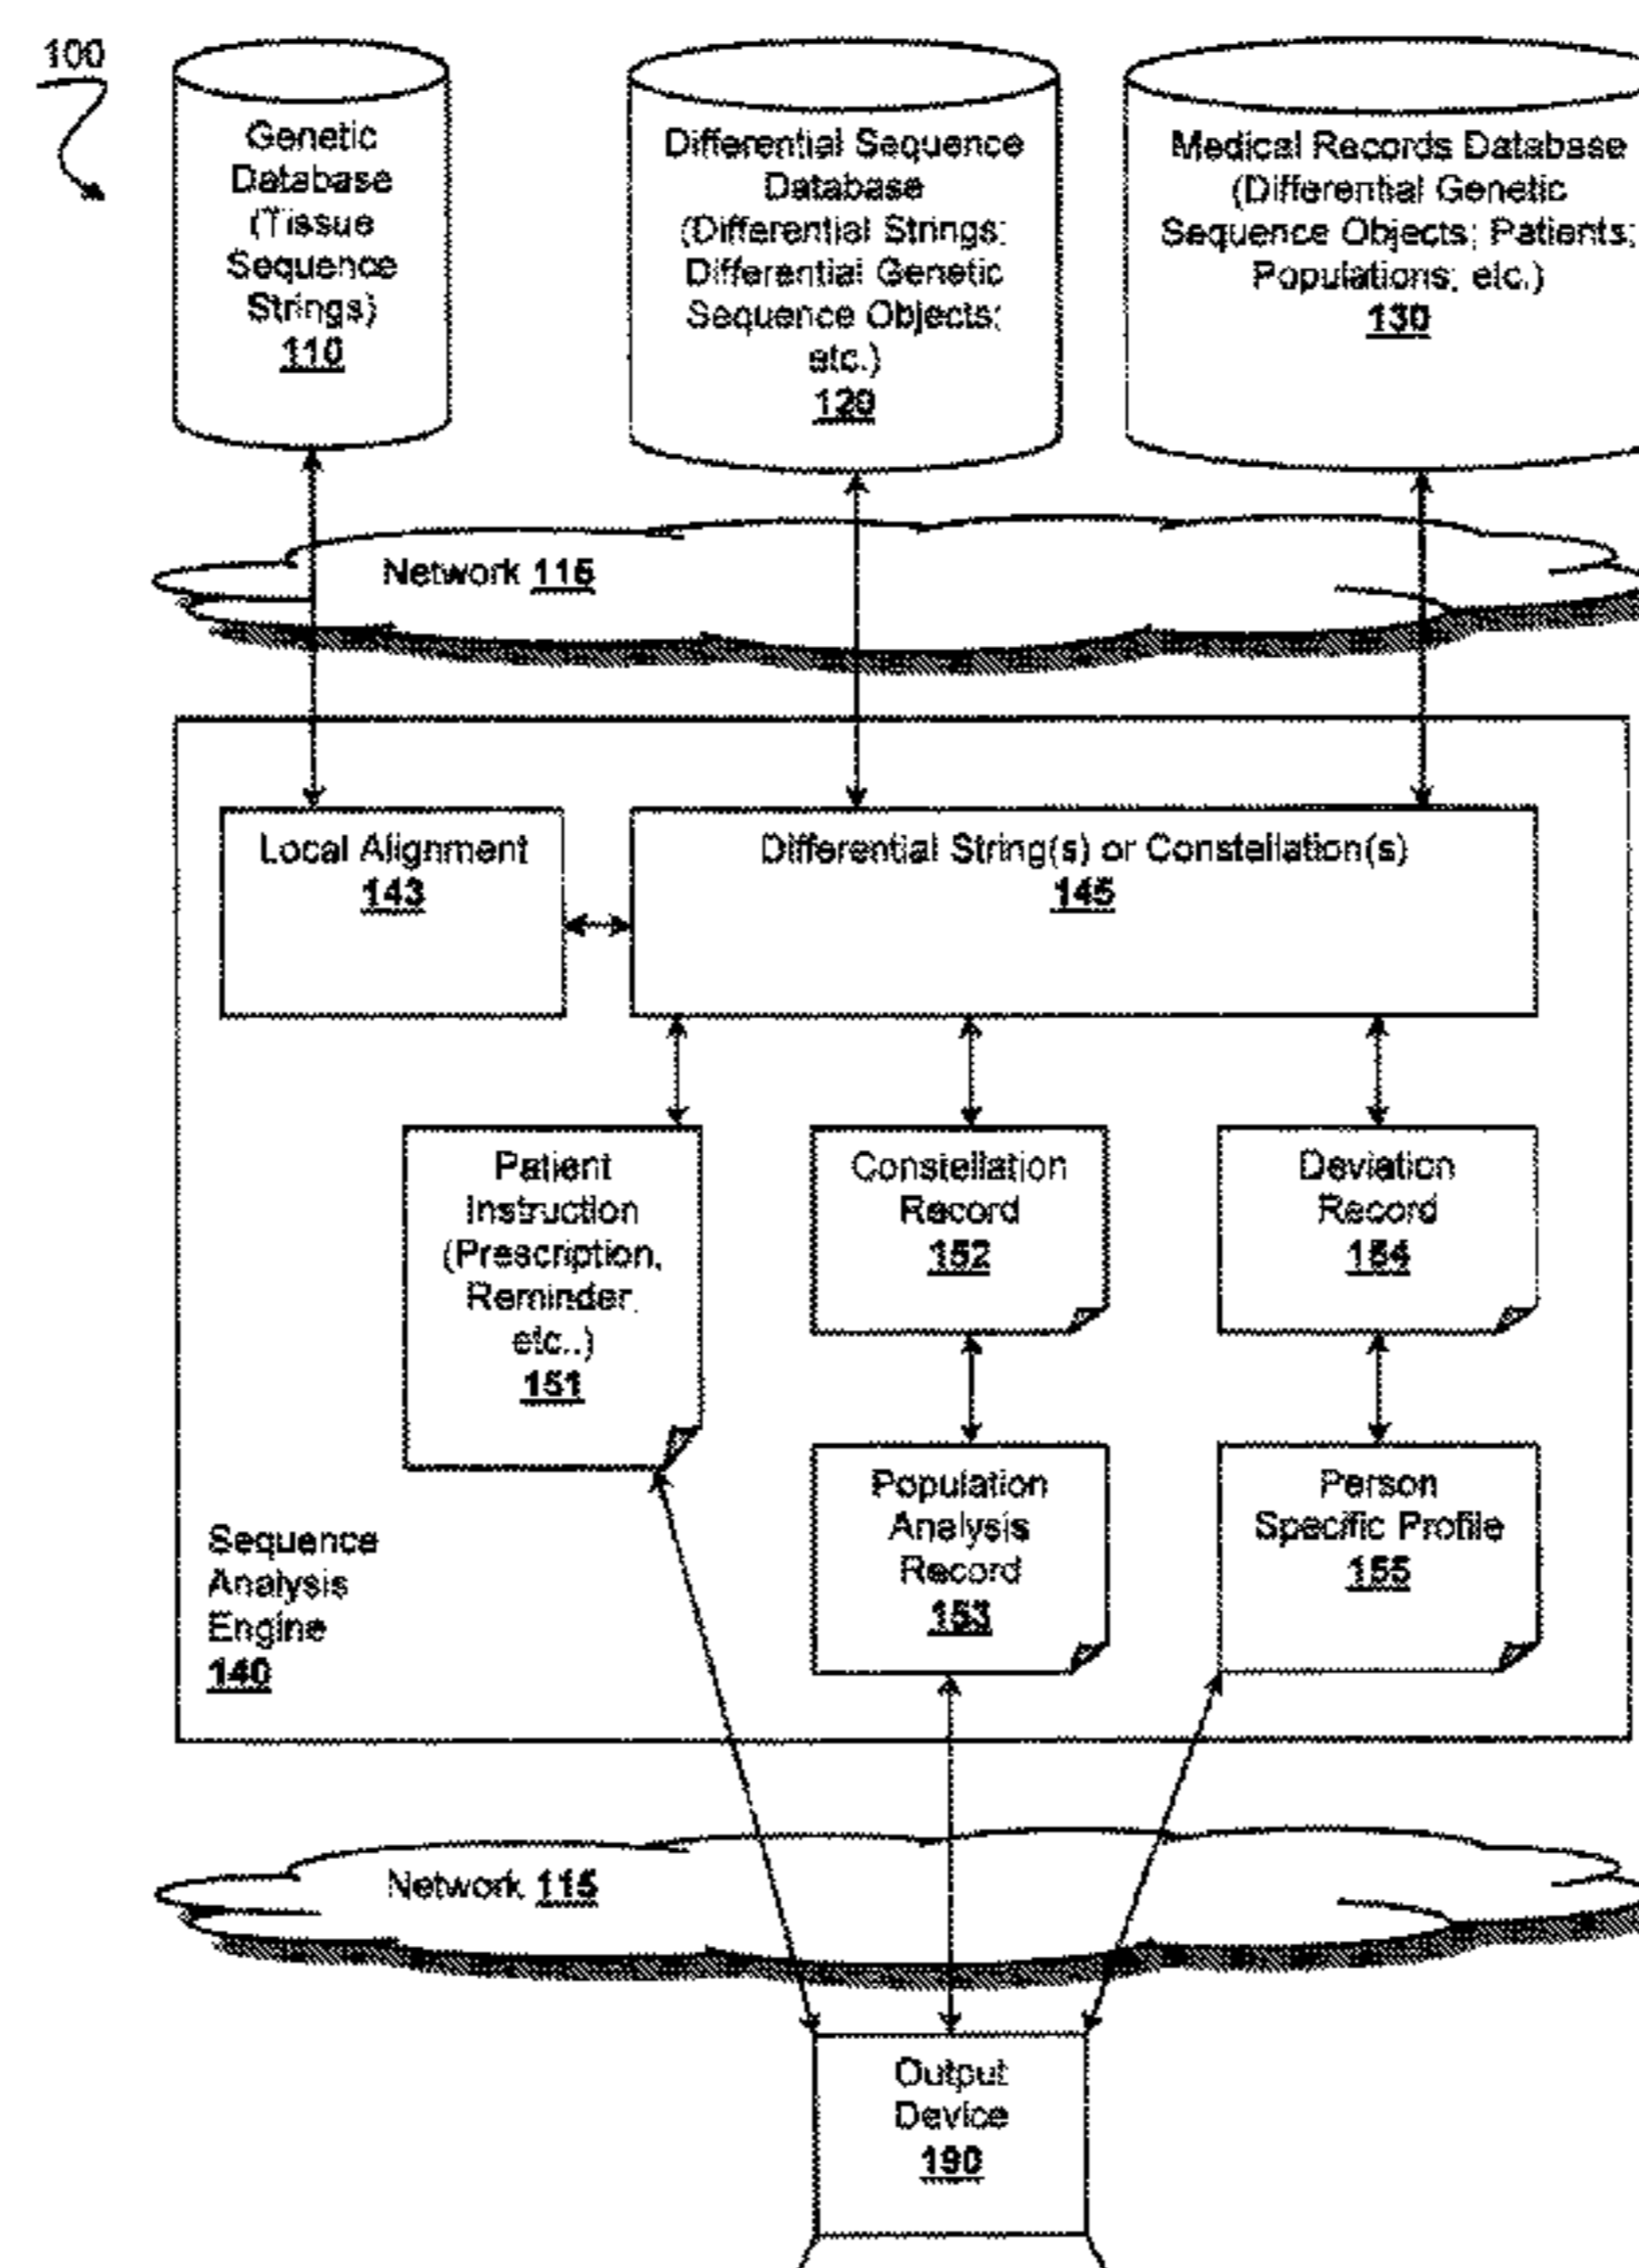 100
Genetic
Database
(Tissue
Sequence
Strings)
110
Differential Sequence
Database
(Differential Strings;
Differential Genetic
Sequence Objects;
etc.)
120
Medical Records Database
(Differential Genetic
Sequence Objects; Patients;
Populations; etc.)
130
Network 115
Local Alignment
143
Differential String(s) or Constellation(s)
145
Patient
Instruction
(Prescription,
Reminder,
etc..)
151
Constellation
Record
152
Deviation
Record
154
Population
Analysis
Record
153
Person
Specific Profile
155
Sequence
Analysis
Engine
140
Network 115
Output
Device
190